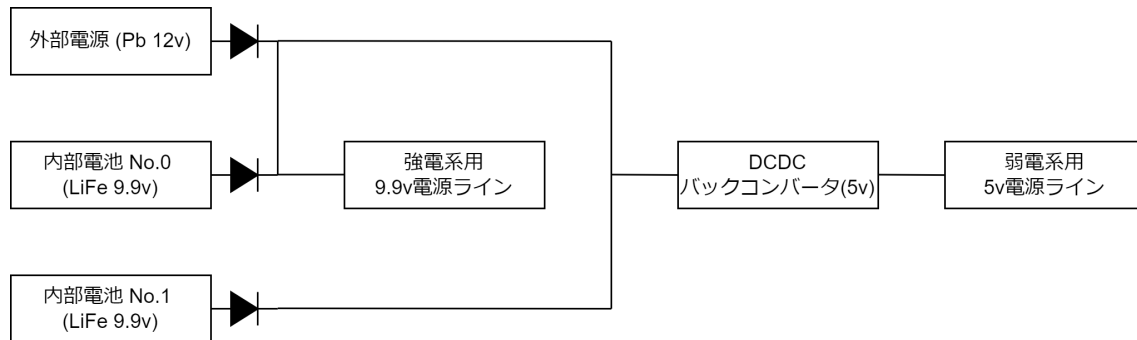 外部電源 (Pb 12v)
内部電池 No.0
(LiFe 9.9v)
強電系用
9.9v電源ライン
DCDC
バックコンバータ(5v)
弱電系用
5v電源ライン
内部電池 No.1
(LiFe 9.9v)